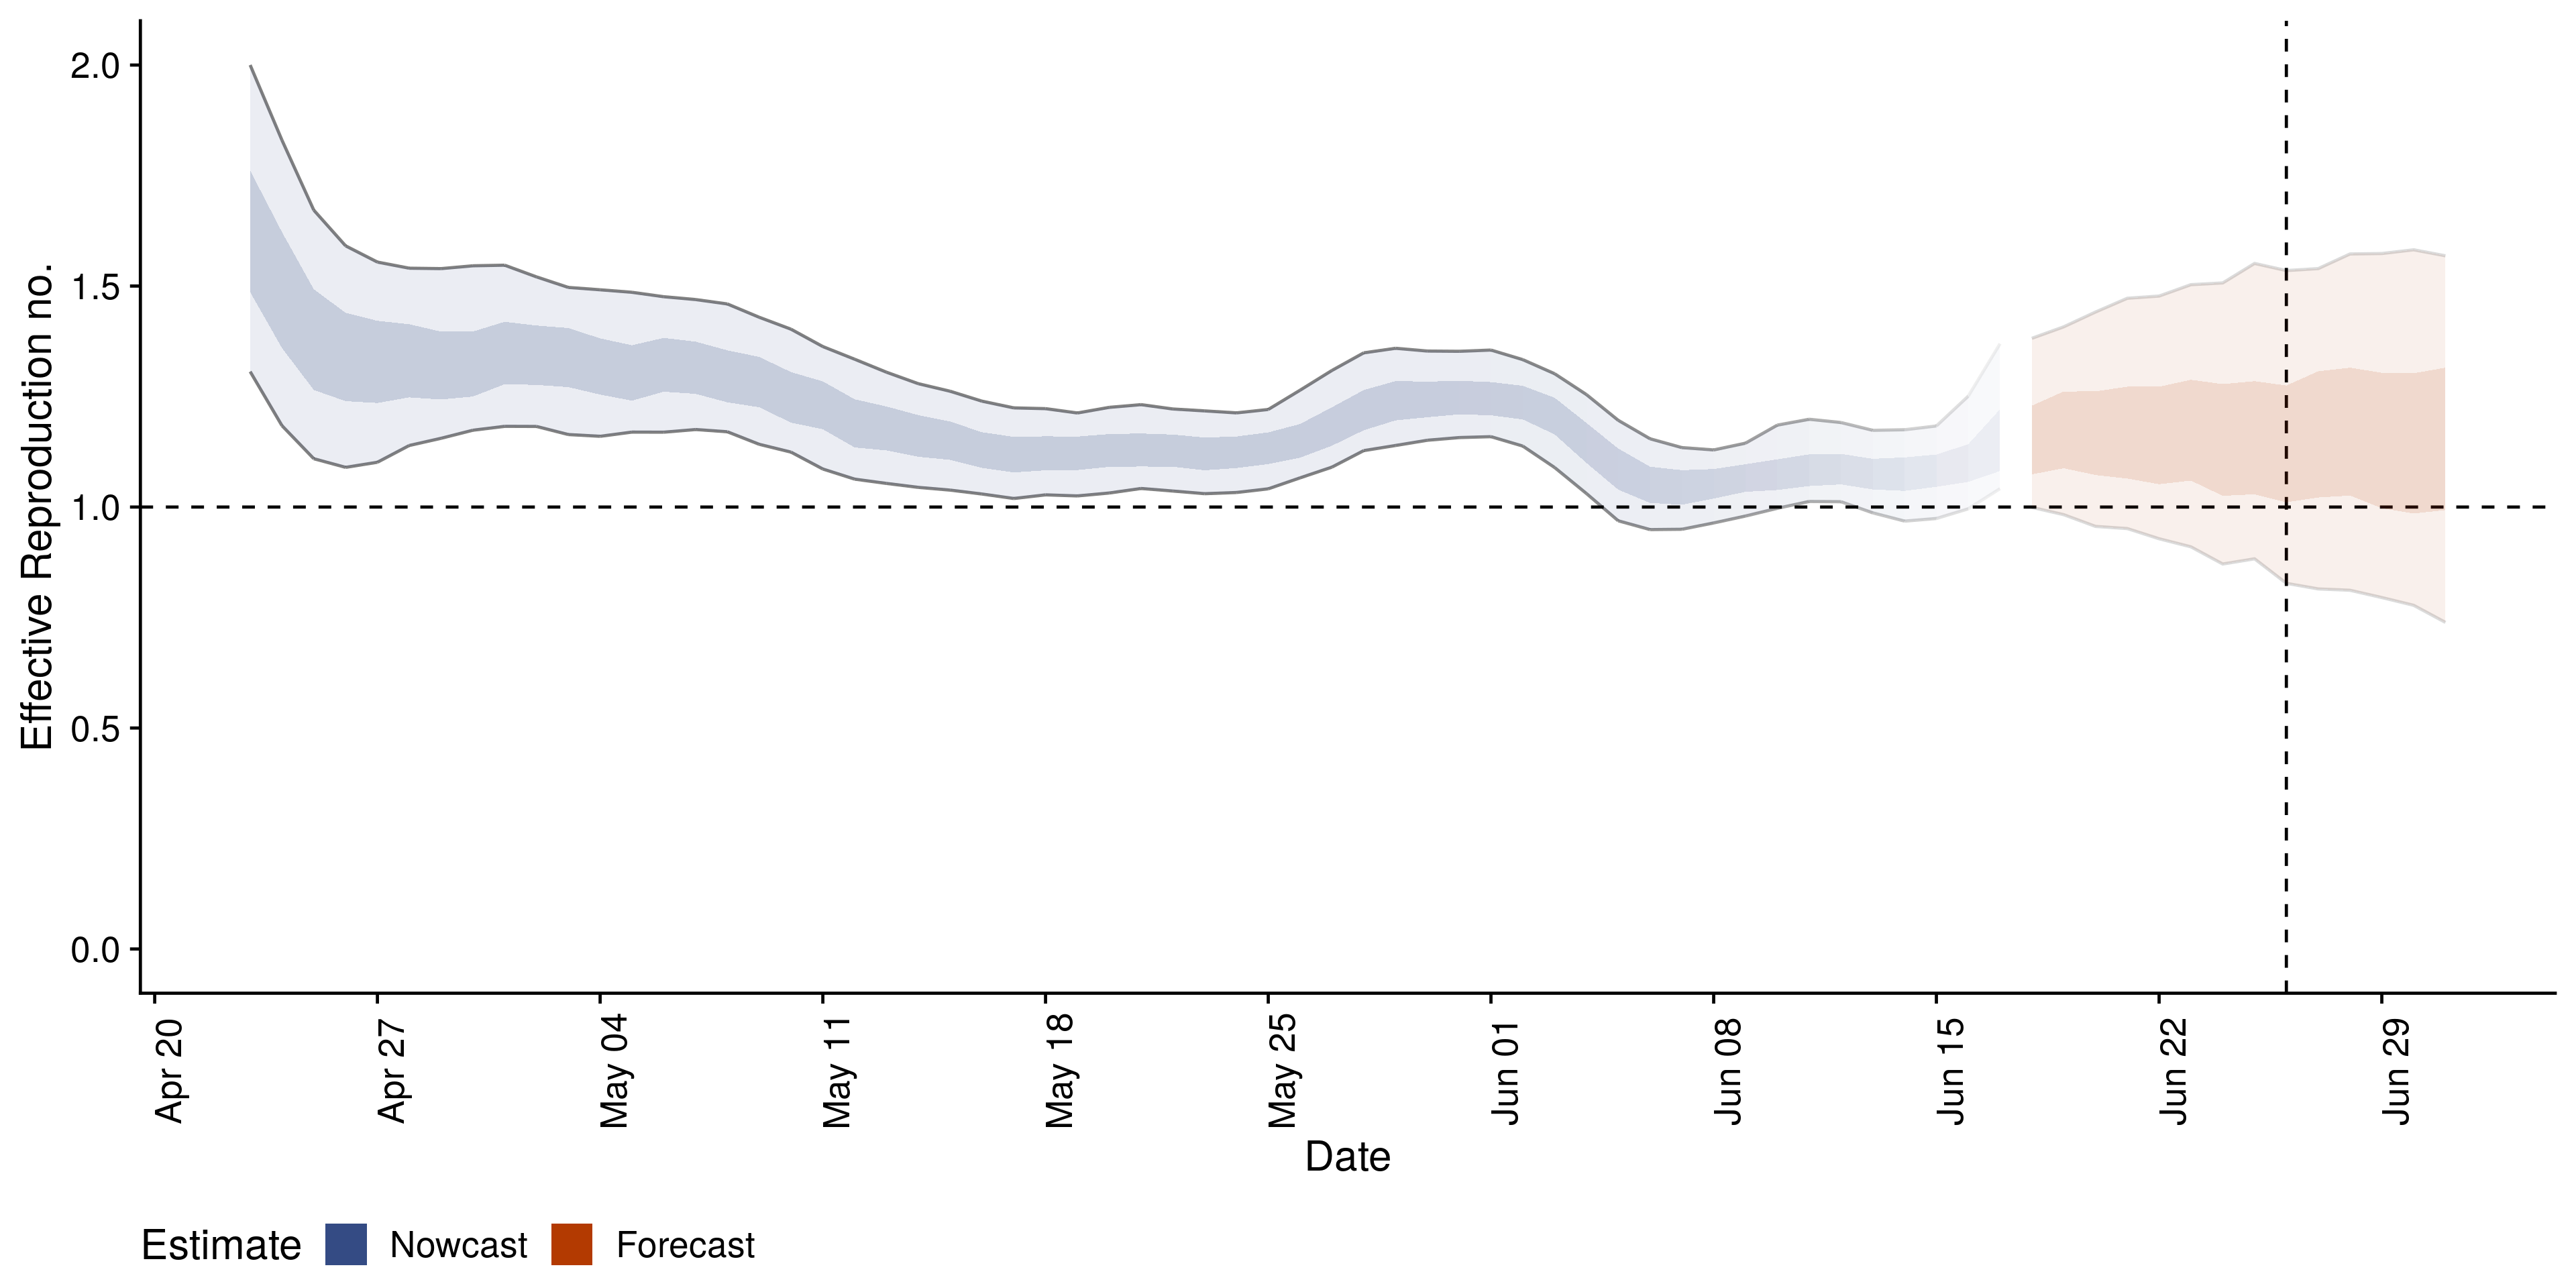 Effective Reproduction no.
2.0
1.5
1.0
0.5
0.0
Apr 20
Apr 27
May 04
May 11
May 18
May 25
Jun 01
Jun 08
Jun 15
Jun 22
Jun 29
Date
Estimate Nowcast Forecast